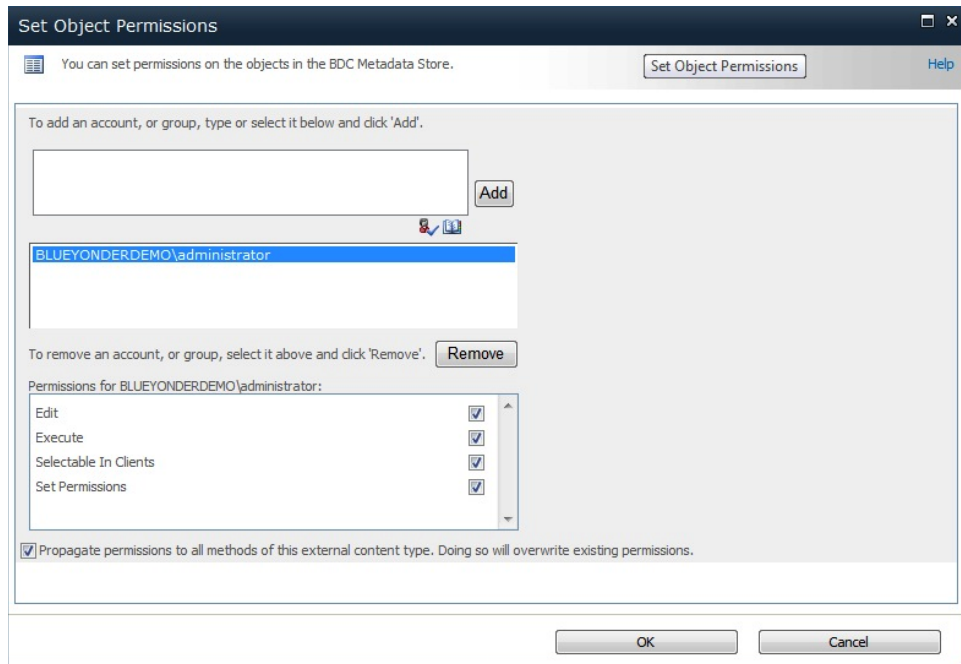 Set Object Permissions
You can set permissions on the objects in the BDC Metadata Store.
Set Object Permissions
Help
To add an account, or group, type or select it below and click 'Add'.
Add
BLUEYONDERDEMO\administrator
To remove an account, or group, select it above and click 'Remove'.
Remove
Permissions for BLUEYONDERDEMO\administrator:
Edit
Execute
Selectable In Clients
Set Permissions
Propagate permissions to all methods of this external content type. Doing so will overwrite existing permissions.
OK
Cancel